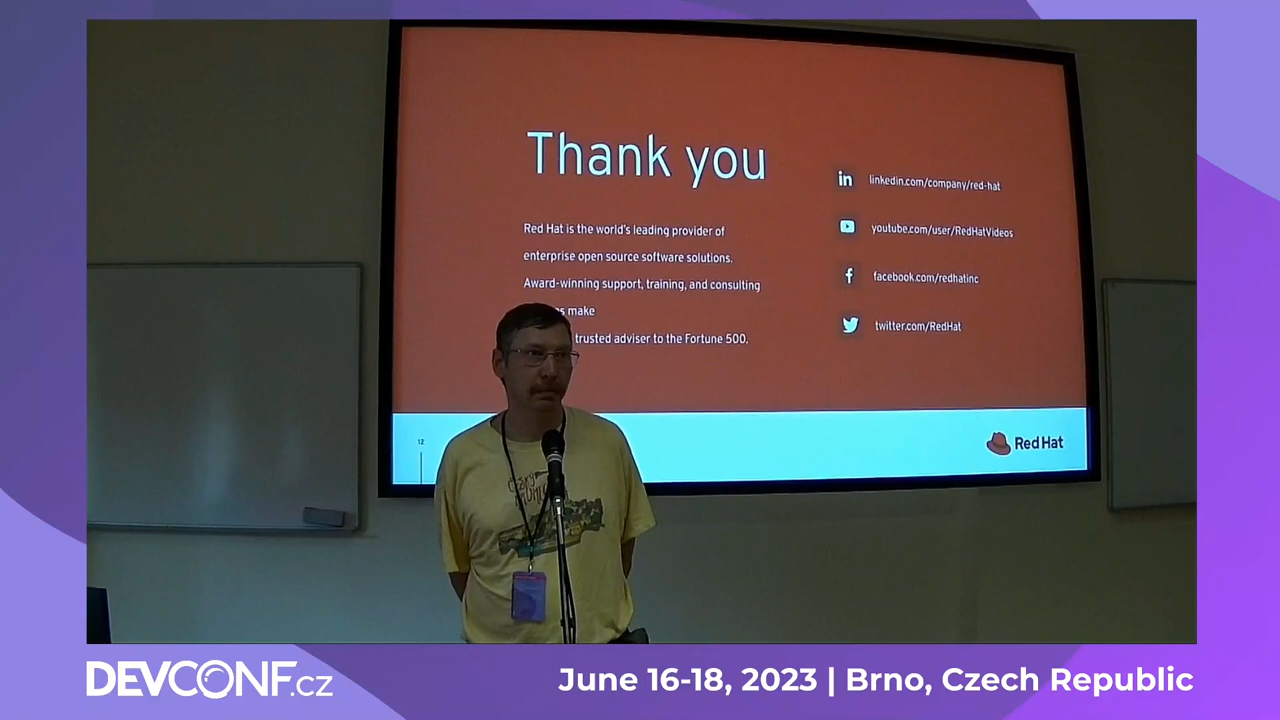 Thank you
Red Hat is the world's leading provider of
enterprise open source software solutions.
Award-winning support, training, and consulting
make
trusted adviser to the Fortune 500.
linkedin.com/company/red-hat
youtube.com/user/RedHatVideos
facebook.com/redhatinc
twitter.com/RedHat
12
Red Hat
DEVCONF.CZ
June 16-18, 2023 | Brno, Czech Republic